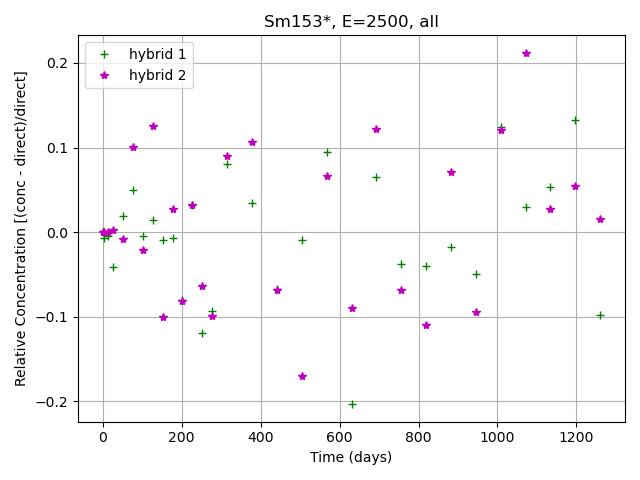 Sm153*, E=2500, all
hybrid 1
hybrid 2
Relative Concentration [(conc - direct)/direct]
0.2
0.1
0.0
−0.1
−0.2
0 200 400 600 800 1000 1200
Time (days)